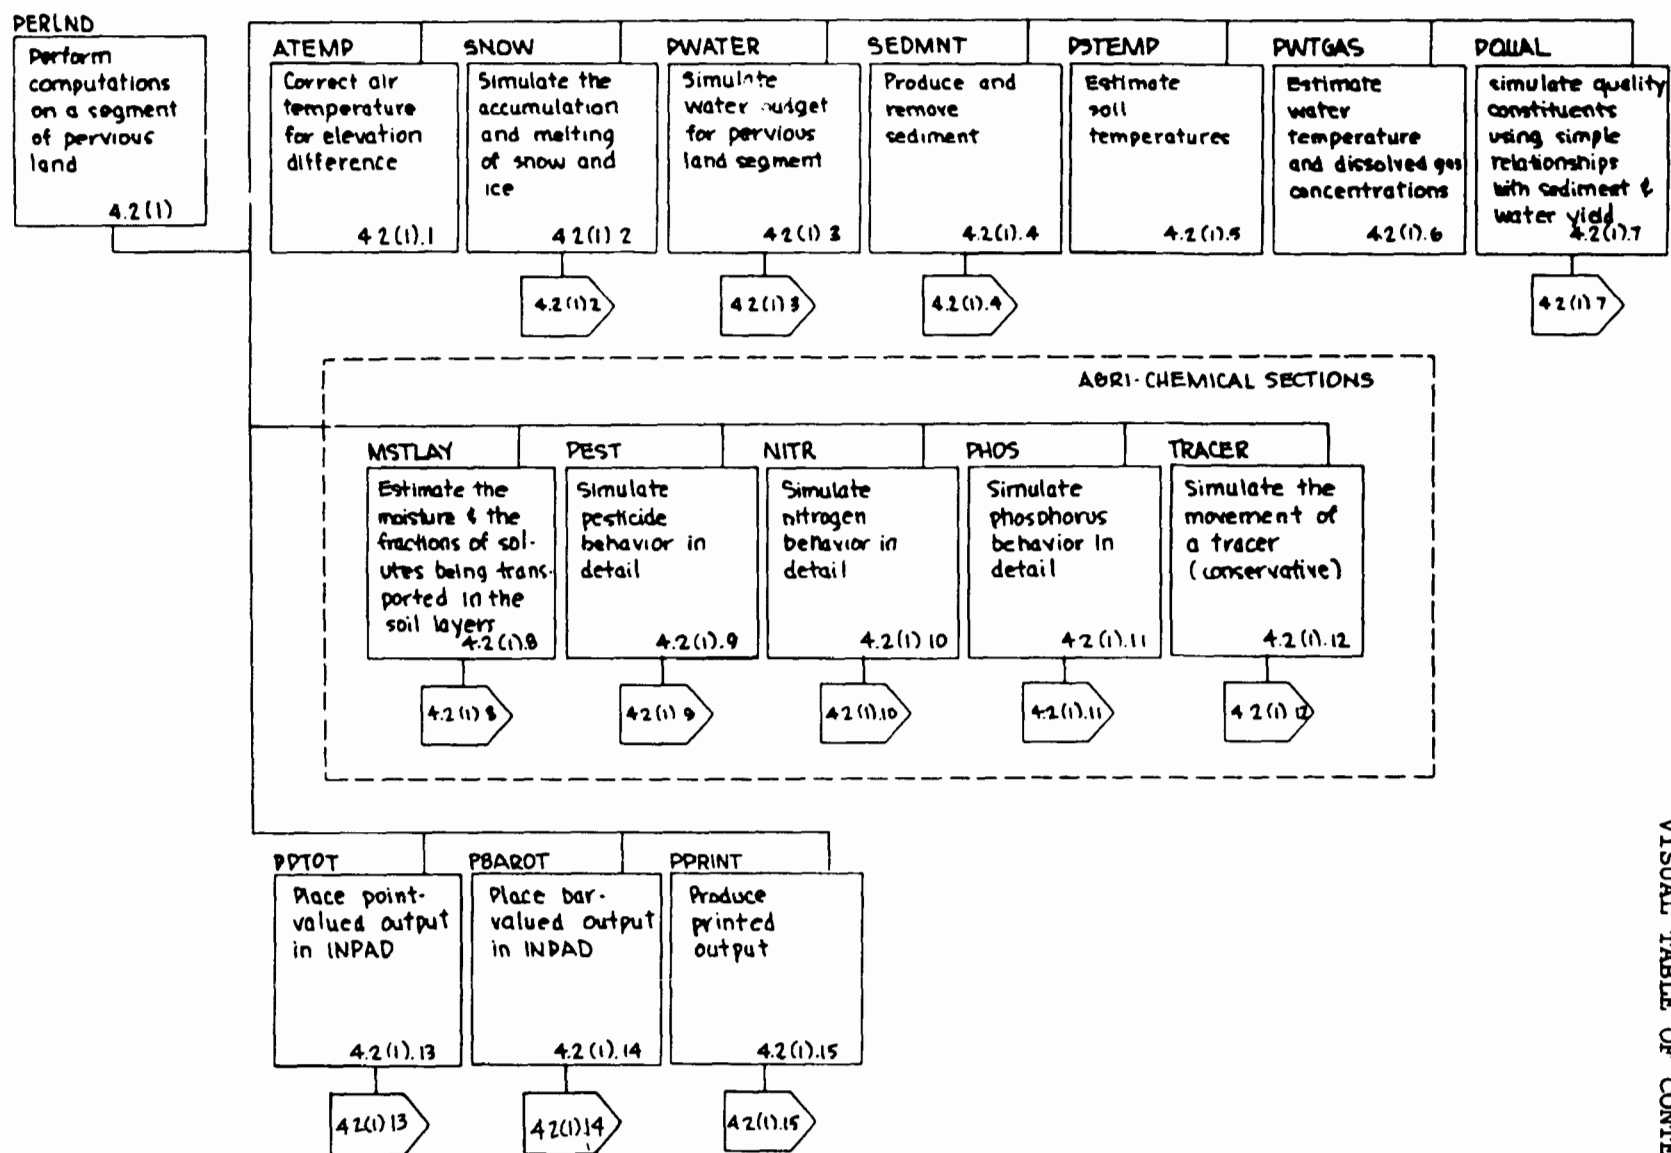 PERLND
Perform
computations
on a segment
of pervious
land
4.2(1)
ATEMP
Correct air
temperature
for elevation
difference
4 2(1).1
SNOW
Simulate the
accumulation
and melting
of snow and
ice
4 2(1) 2
4.2(1) 2
PWATER
Simulate
water budget
for pervious
land segment
4 2(1) 3
4 2(1) 3
SEDMNT
Produce and
remove
sediment
4.2(1).4
4.2(1).4
PSTEMP
Estimate
soil
temperatures
4.2(1).5
PWTGAS
Estimate
water
temperature
and dissolved gas
concentrations
4.2(1).6
PQUAL
simulate quality
constituents
using simple
relationships
with sediment &
water yield
4.2(1).7
4 2(1) 7
AGRI-CHEMICAL SECTIONS
MSTLAY
Estimate the
moisture & the
fractions of sol-
utes being trans-
ported in the
soil layers
4.2(1).8
4.2(1) 8
PEST
Simulate
pesticide
behavior in
detail
4.2(1).9
4 2(1) 9
NITR
Simulate
nitrogen
behavior in
detail
4.2(1) 10
4 2(1).10
PHOS
Simulate
phosphorus
behavior in
detail
4 2(1).11
4.2(1).11
TRACER
Simulate the
movement of
a tracer
(conservative)
4.2(1).12
4 2(1) 12
PPTOT
Place point-
valued output
in INPAD
4.2(1).13
4 2(1) 13
PBAROT
Place bar-
valued output
in INPAD
4.2(1).14
4 2(1).14
PPRINT
Produce
printed
output
4.2(1).15
4 2(1).15
VISUAL TABLE OF CONTE